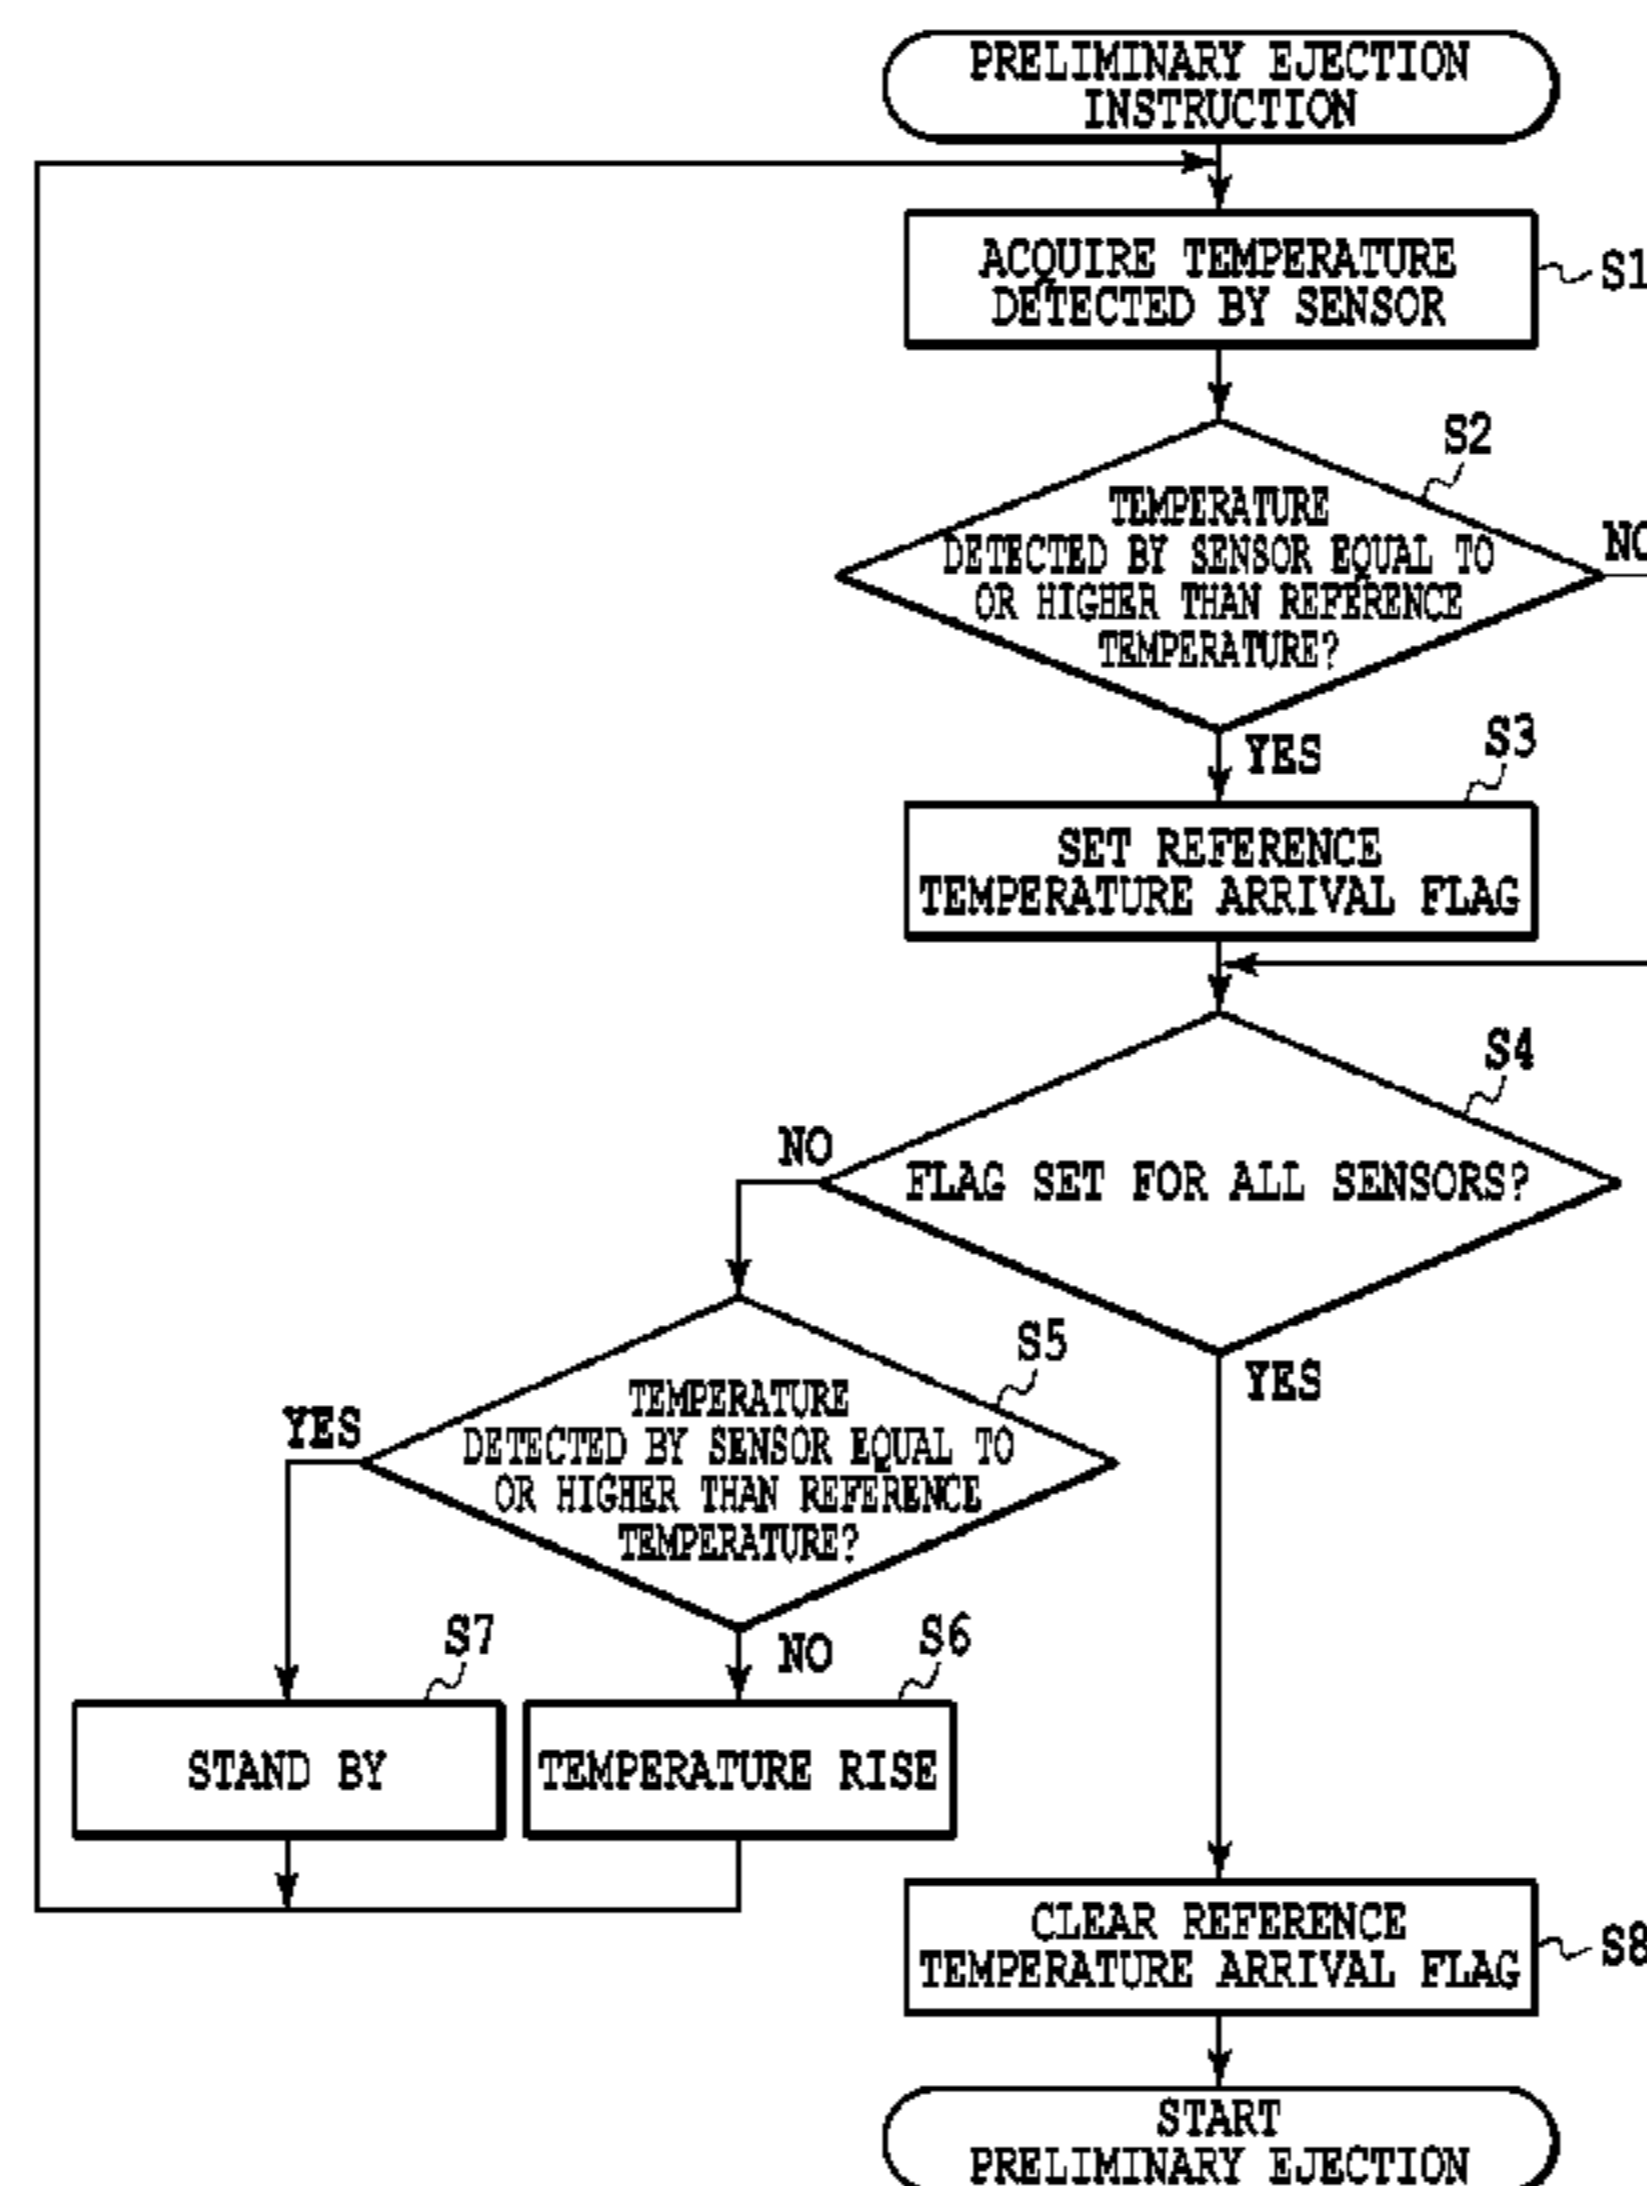 PRELIMINARY EJECTION
INSTRUCTION
ACQUIRE TEMPERATURE
DETECTED BY SENSOR
S1
S2
TEMPERATURE
DETECTED BY SENSOR EQUAL TO
OR HIGHER THAN REFERENCE
TEMPERATURE?
NO
YES
S3
SET REFERENCE
TEMPERATURE ARRIVAL FLAG
S4
NO
FLAG SET FOR ALL SENSORS?
YES
S5
TEMPERATURE
DETECTED BY SENSOR EQUAL TO
OR HIGHER THAN REFERENCE
TEMPERATURE?
YES
NO
S7
S6
STAND BY
TEMPERATURE RISE
CLEAR REFERENCE
TEMPERATURE ARRIVAL FLAG
S8
START
PRELIMINARY EJECTION